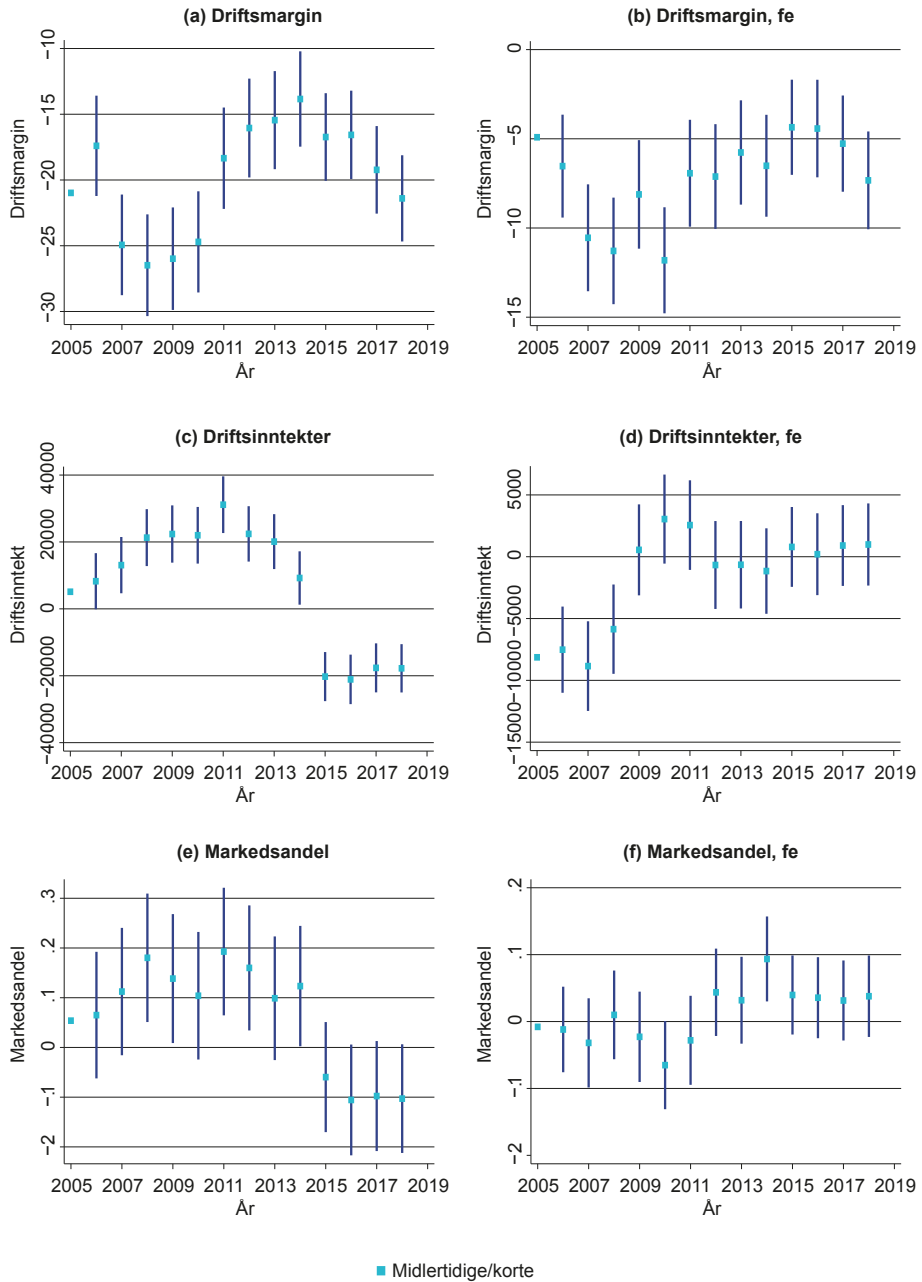 (a) Driftsmargin
Driftsmargin
−10
−15
−20
−25
−30
2005 2007 2009 2011 2013 2015 2017 2019
År
(b) Driftsmargin, fe
Driftsmargin
0
−5
−10
−15
2005 2007 2009 2011 2013 2015 2017 2019
År
(c) Driftsinntekter
Driftsinntekt
40000
20000
0
−20000
−40000
2005 2007 2009 2011 2013 2015 2017 2019
År
(d) Driftsinntekter, fe
Driftsinntekt
5000
0
−5000
−10000
−15000
2005 2007 2009 2011 2013 2015 2017 2019
År
(e) Markedsandel
Markedsandel
.3
.2
.1
0
−.1
−.2
2005 2007 2009 2011 2013 2015 2017 2019
År
(f) Markedsandel, fe
Markedsandel
.2
.1
0
−.1
−.2
2005 2007 2009 2011 2013 2015 2017 2019
År
Midlertidige/korte